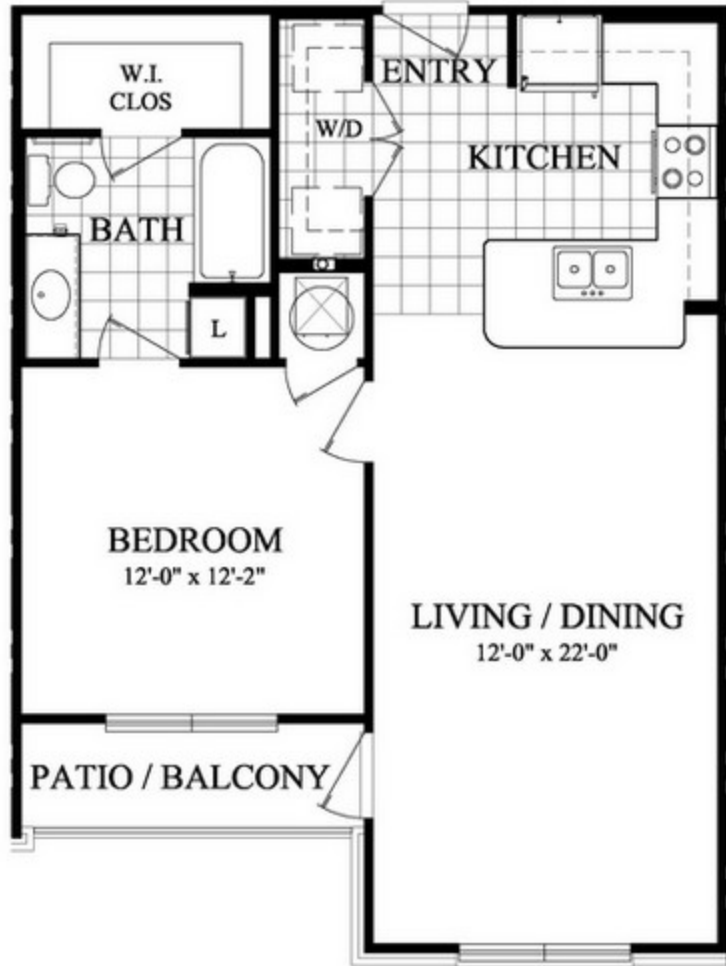 W.I.
CLOS
ENTRY
W/D
KITCHEN
BATH
L
BEDROOM
12'-0" x 12'-2"
LIVING / DINING
12'-0" x 22'-0"
PATIO / BALCONY